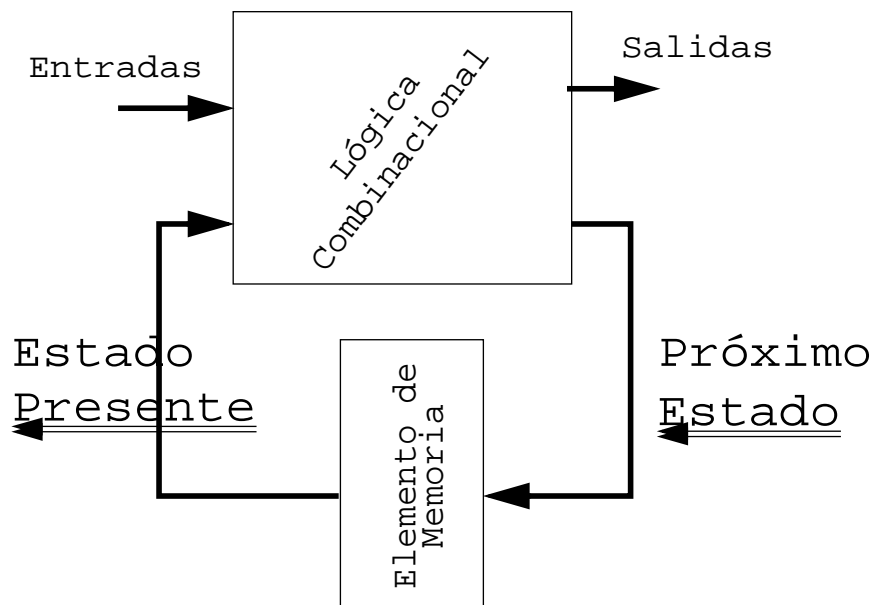 Entradas
Salidas
Lógica
Combinacional
Estado
Presente
Próximo
Estado
Elemento de
Memoria